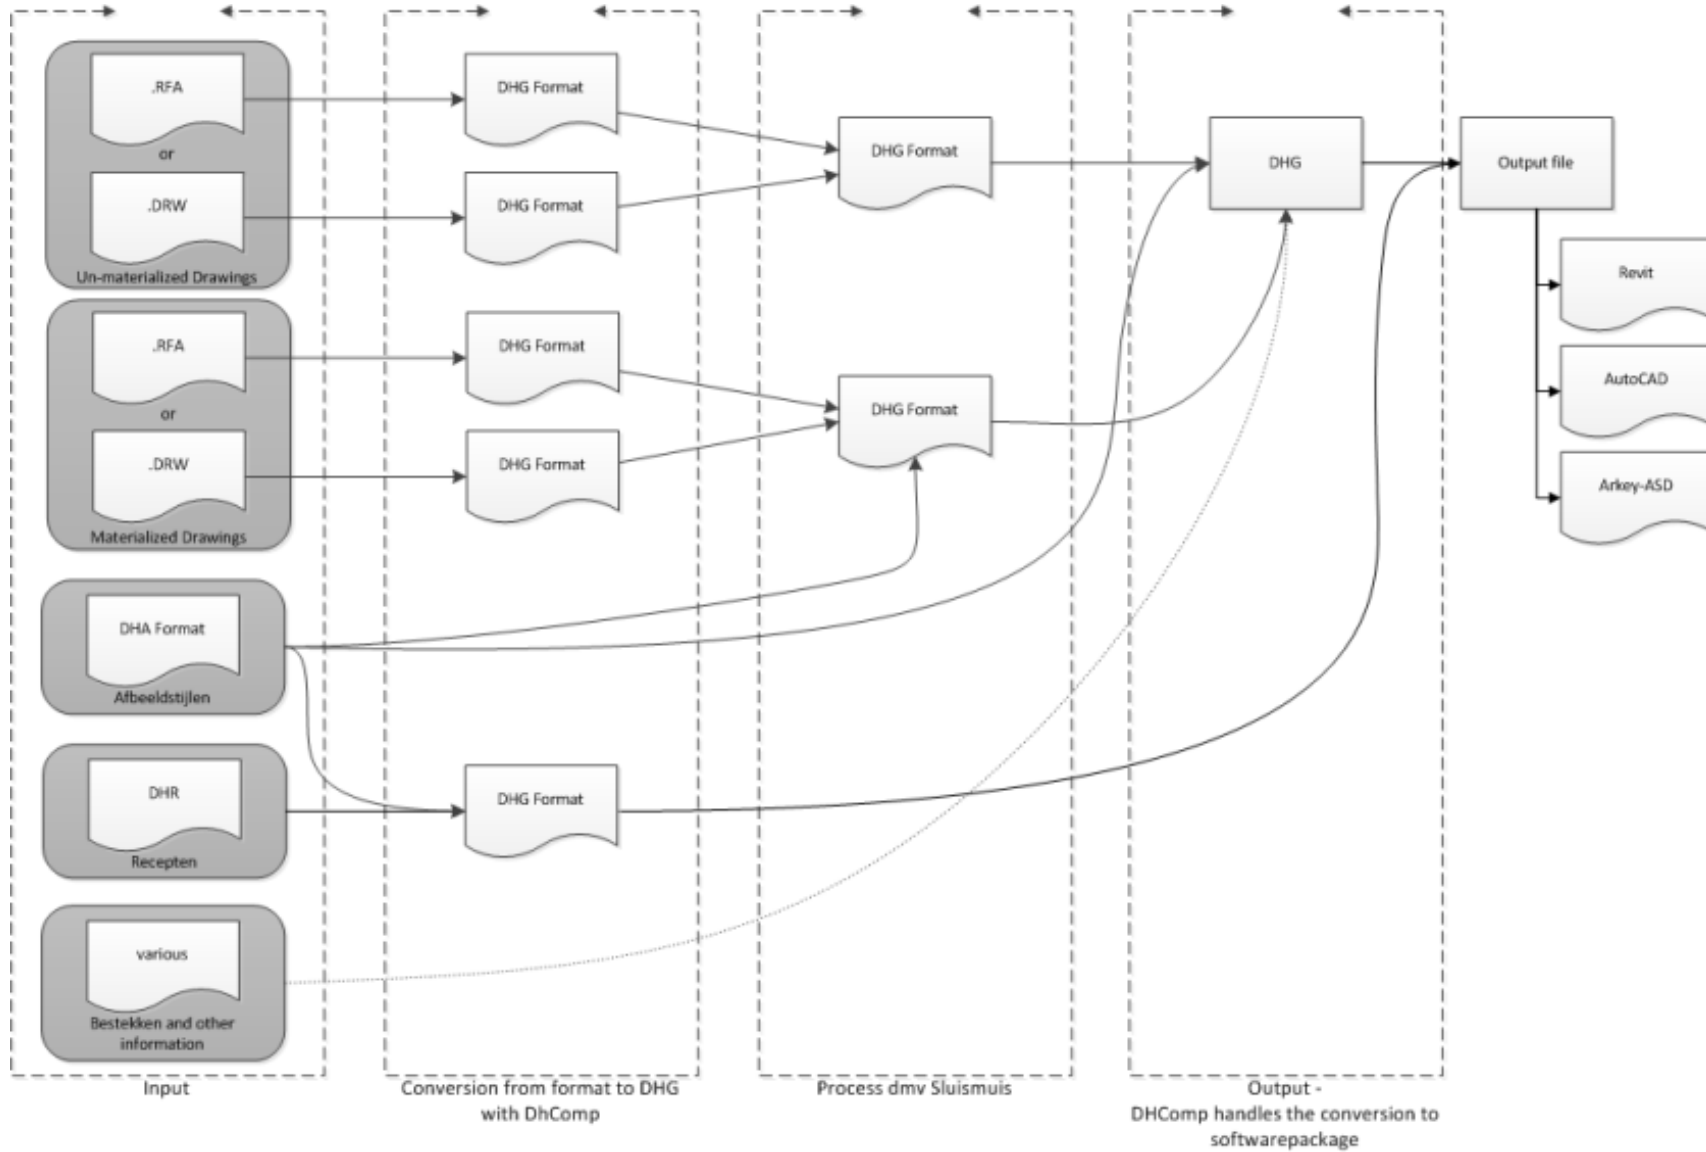 .RFA
or
.DRW
Un-materialized Drawings
.RFA
or
.DRW
Materialized Drawings
DHA Format
Afbeeldstijlen
DHR
Recepten
various
Bestekken and other
information
Input
DHG Format
DHG Format
DHG Format
DHG Format
DHG Format
Conversion from format to DHG
with DhComp
DHG Format
DHG Format
Process dmv Sluismuis
DHG
Output -
DHComp handles the conversion to
softwarepackage
Output file
Revit
AutoCAD
Arkey-ASD